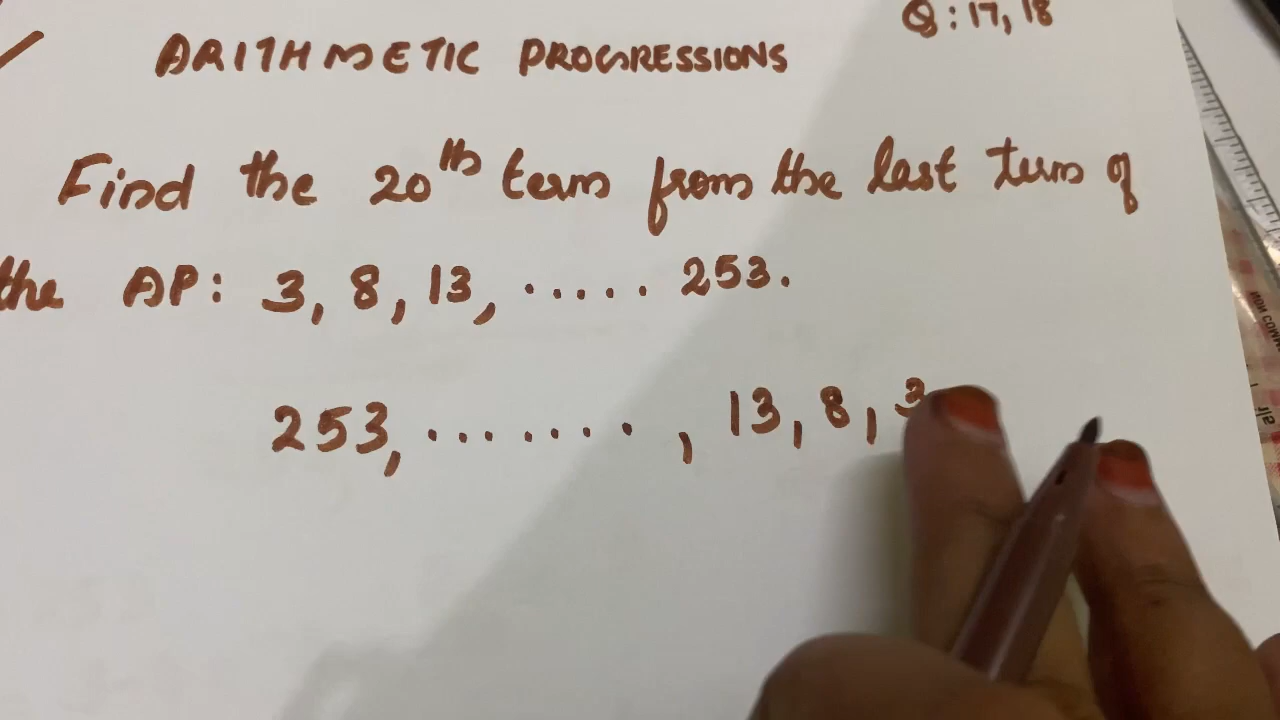 Q: 17, 18
ARITHMETIC PROGRESSIONS
Find the 20th term from the last term of
the AP: 3, 8, 13, ..... 253.
253, ......., 13, 8, 3